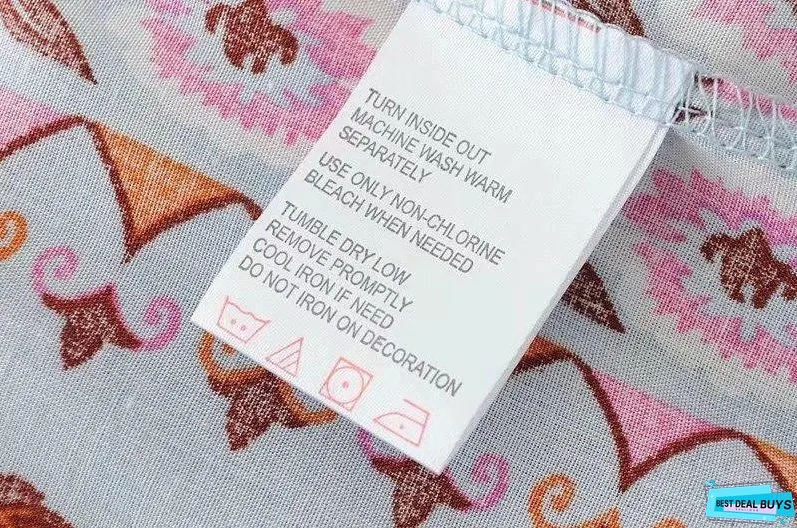 TURN INSIDE OUT
MACHINE WASH WARM
SEPARATELY
USE ONLY NON-CHLORINE
BLEACH WHEN NEEDED
TUMBLE DRY LOW
REMOVE PROMPTLY
COOL IRON IF NEED
DO NOT IRON ON DECORATION
BEST DEAL BUYS